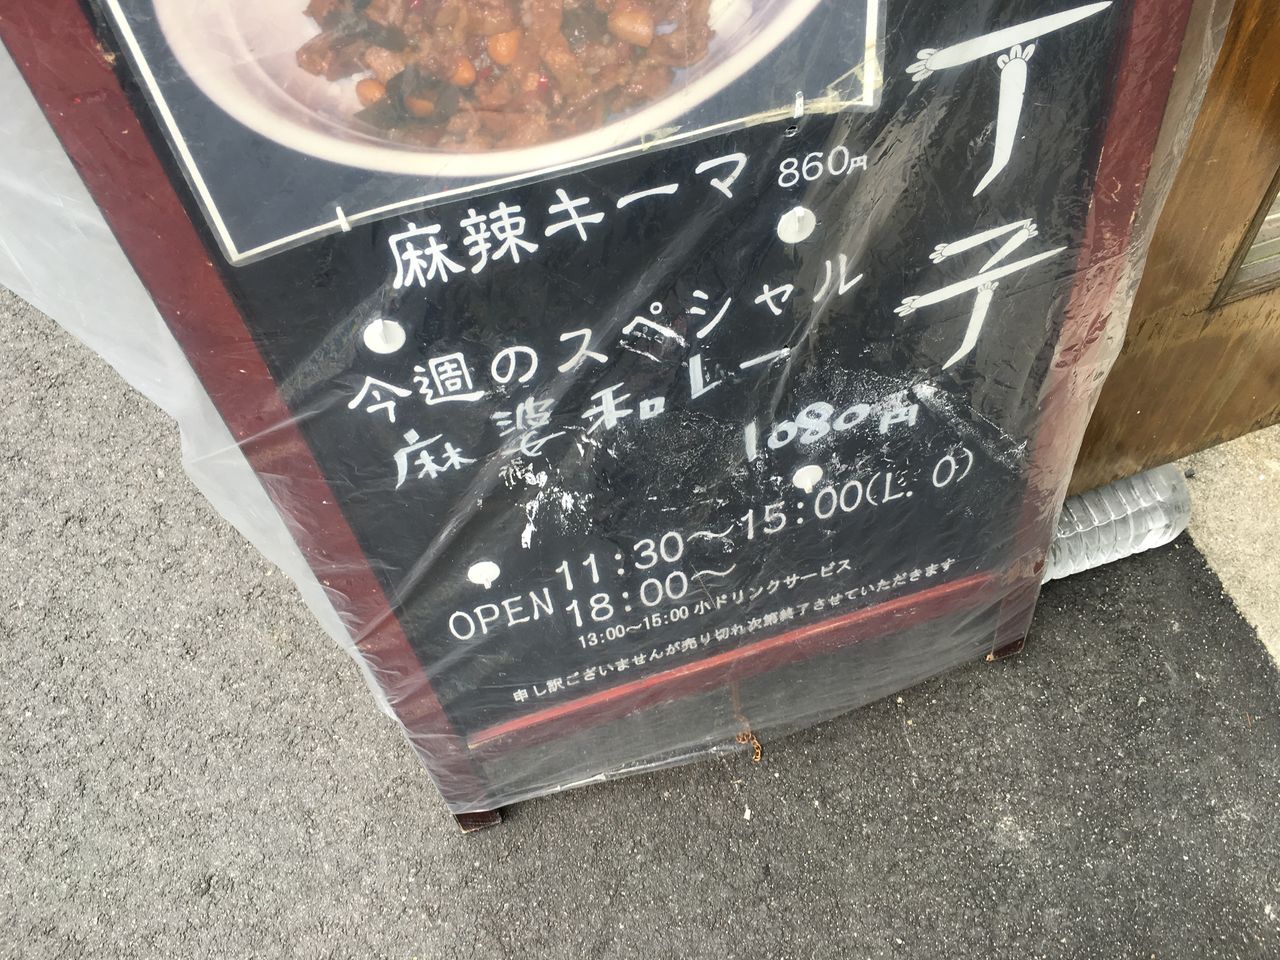 麻辣キーマ 860円
今週のスペシャル
麻婆和レー
1080円
OPEN 11:30～15:00(L. O)
18:00～
13:00～15:00 小ドリンクサービス
申し訳ございませんが売り切れ次第終了させていただきます